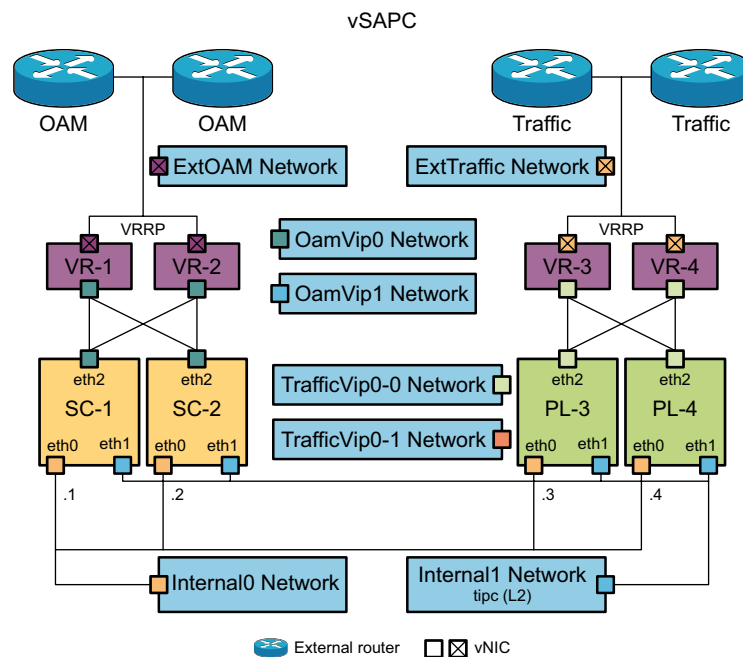 vSAPC
OAM
OAM
Traffic
Traffic
ExtOAM Network
ExtTraffic Network
VRRP
VRRP
OamVip0 Network
VR-1
VR-2
VR-3
VR-4
OamVip1 Network
eth2
eth2
eth2
eth2
TrafficVip0-0 Network
SC-1
SC-2
PL-3
PL-4
TrafficVip0-1 Network
eth0
eth1
eth0
eth1
eth0
eth1
eth0
eth1
.1
.2
.3
.4
Internal0 Network
Internal1 Network
tipc (L2)
External router
vNIC